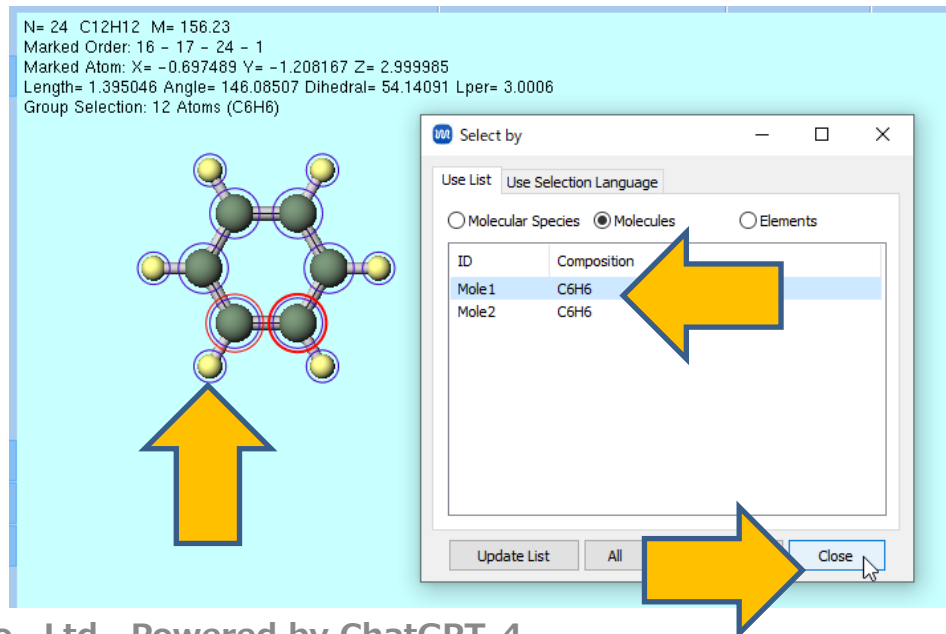 N= 24 C12H12 M= 156.23
Marked Order: 16 - 17 - 24 - 1
Marked Atom: X= -0.697489 Y= -1.208167 Z= 2.999985
Length= 1.395046 Angle= 146.08507 Dihedral= 54.14091 Lper= 3.0006
Group Selection: 12 Atoms (C6H6)
Select by
Use List Use Selection Language
Molecular Species Molecules Elements
ID Composition
Mole1 C6H6
Mole2 C6H6
Update List All Close
Ltd. Powered by ChatGPT-4